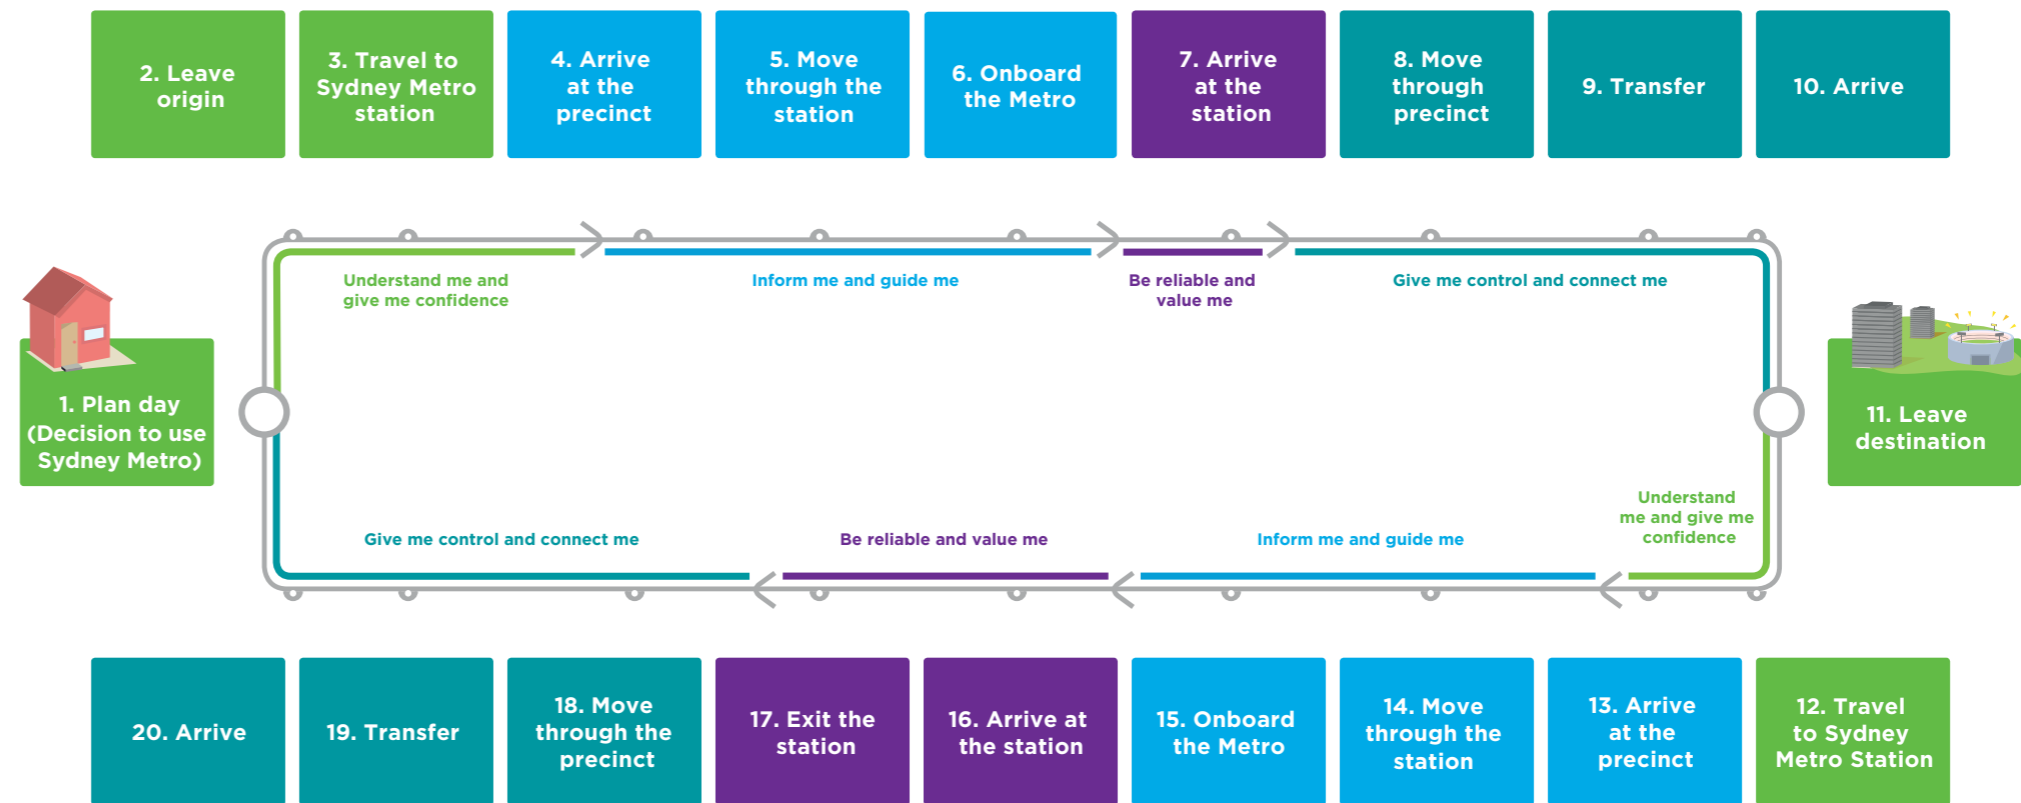 2. Leave
origin
3. Travel to
Sydney Metro
station
4. Arrive
at the
precinct
5. Move
through the
station
6. Onboard
the Metro
7. Arrive
at the
station
8. Move
through
precinct
9. Transfer
10. Arrive
Understand me and
give me confidence
Inform me and guide me
Be reliable and
value me
Give me control and connect me
1. Plan day
(Decision to use
Sydney Metro)
11. Leave
destination
Understand
me and give me
confidence
Give me control and connect me
Be reliable and value me
Inform me and guide me
20. Arrive
19. Transfer
18. Move
through the
precinct
17. Exit the
station
16. Arrive at
the station
15. Onboard
the Metro
14. Move
through the
station
13. Arrive
at the
precinct
12. Travel
to Sydney
Metro Station